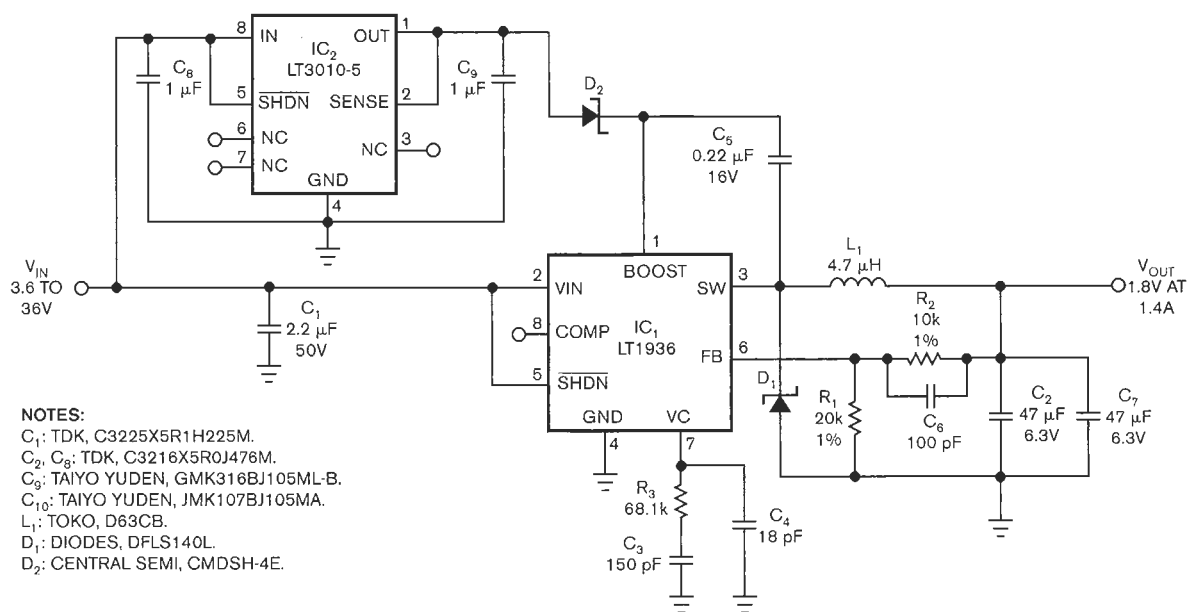 8
IN
OUT
1
IC2
LT3010-5
C8
1 µF
C9
1 µF
5
SHDN
SENSE
2
6
NC
7
NC
NC
3
GND
4
D2
C5
0.22 µF
16V
VIN
3.6 TO
36V
C1
2.2 µF
50V
1
BOOST
2
VIN
SW
3
8
COMP
IC1
LT1936
FB
6
5
SHDN
GND
4
VC
7
L1
4.7 µH
VOUT
1.8V AT
1.4A
R2
10k
1%
D1
R1
20k
1%
C6
100 pF
C2
47 µF
6.3V
C7
47 µF
6.3V
R3
68.1k
C3
150 pF
C4
18 pF
NOTES:
C1: TDK, C3225X5R1H225M.
C2, C8: TDK, C3216X5R0J476M.
C9: TAIYO YUDEN, GMK316BJ105ML-B.
C10: TAIYO YUDEN, JMK107BJ105MA.
L1: TOKO, D63CB.
D1: DIODES, DFLS140L.
D2: CENTRAL SEMI, CMDSH-4E.